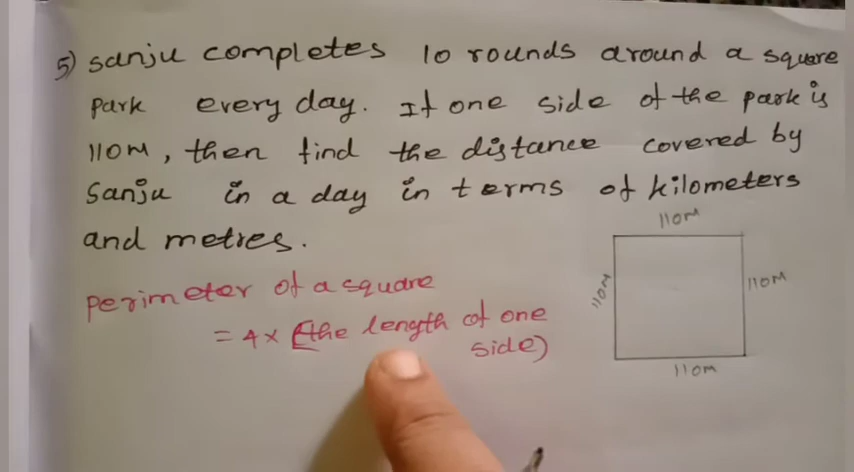 5) Sanju completes 10 rounds around a square
park every day. If one side of the park is
110M, then find the distance covered by
Sanju in a day in terms of kilometers
and metres.
perimeter of a square
= 4 x (the length of one
side)
110M
110M
110M
110M